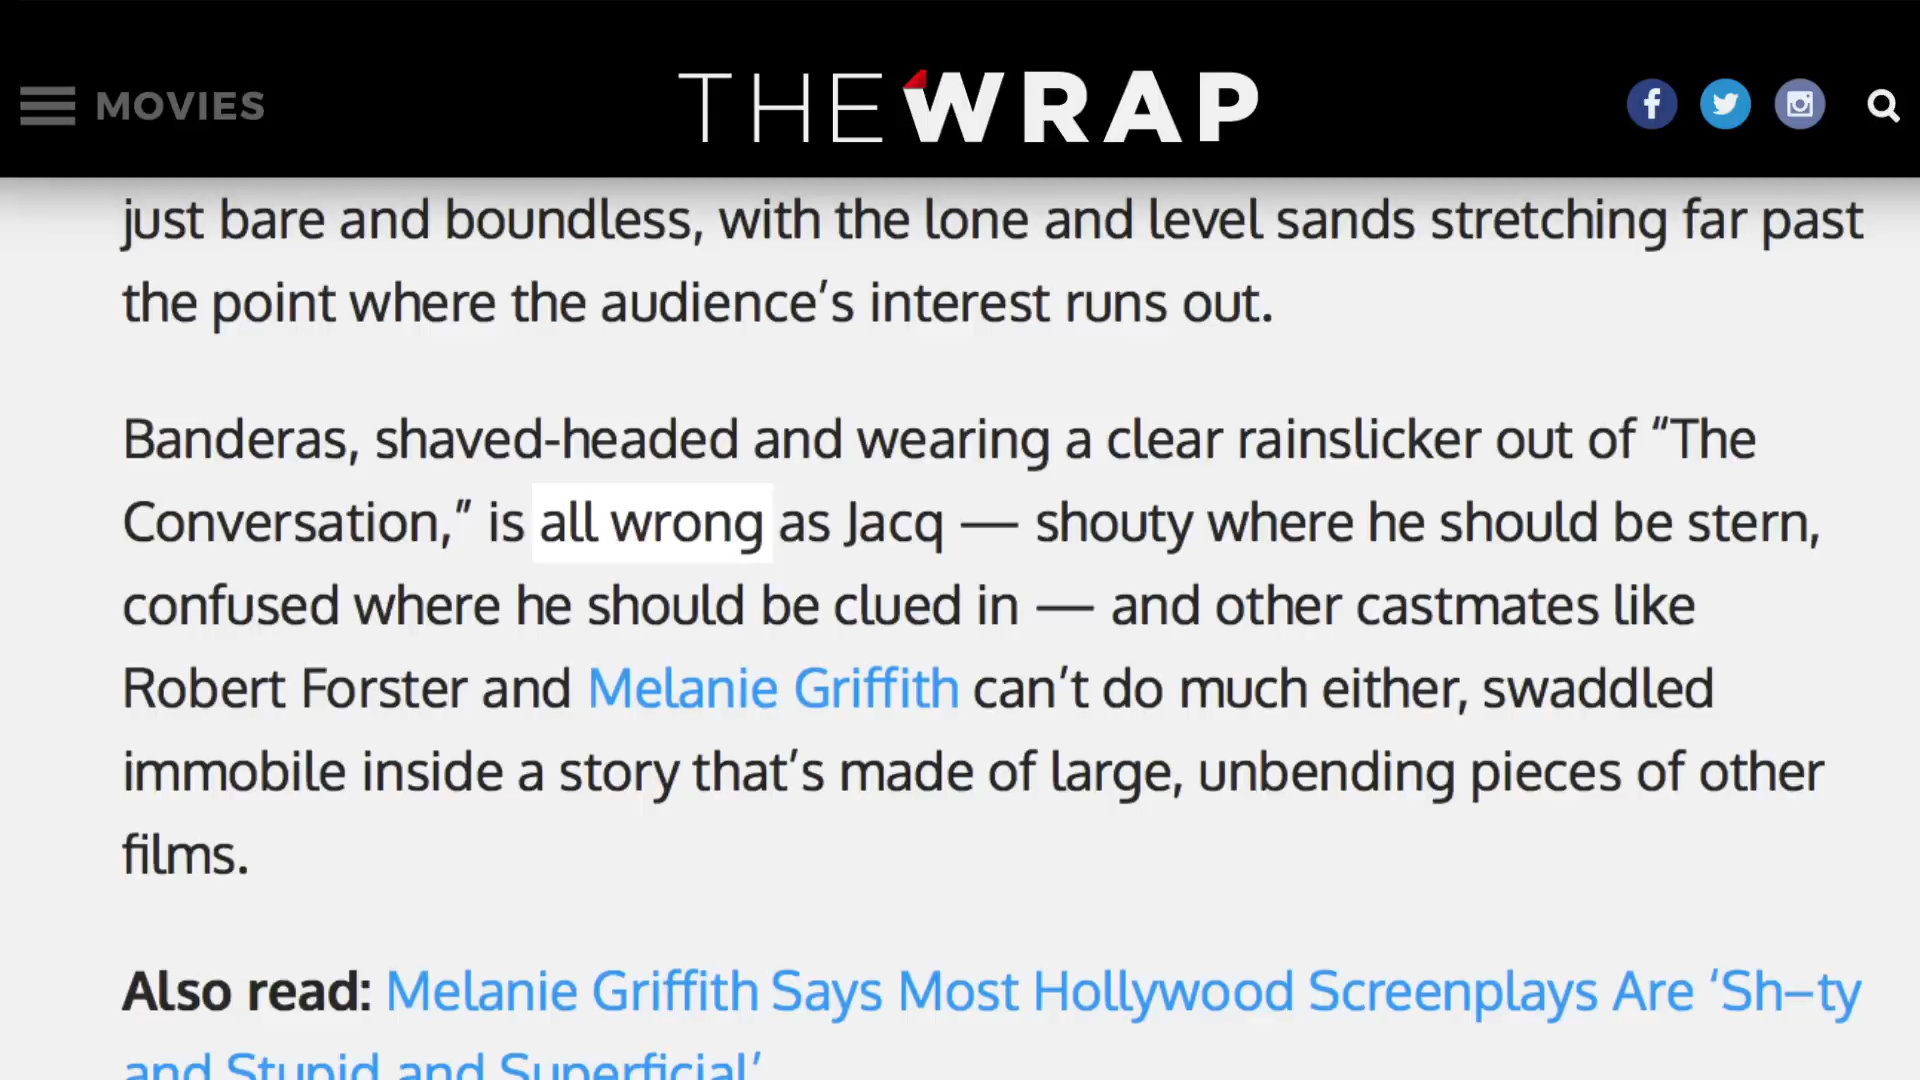 MOVIES
THEWRAP
just bare and boundless, with the lone and level sands stretching far past
the point where the audience’s interest runs out.
Banderas, shaved-headed and wearing a clear rainslicker out of “The
Conversation,” is all wrong as Jacq — shouty where he should be stern,
confused where he should be clued in — and other castmates like
Robert Forster and Melanie Griffith can’t do much either, swaddled
immobile inside a story that’s made of large, unbending pieces of other
films.
Also read: Melanie Griffith Says Most Hollywood Screenplays Are ‘Sh–ty
and Stupid and Superficial’